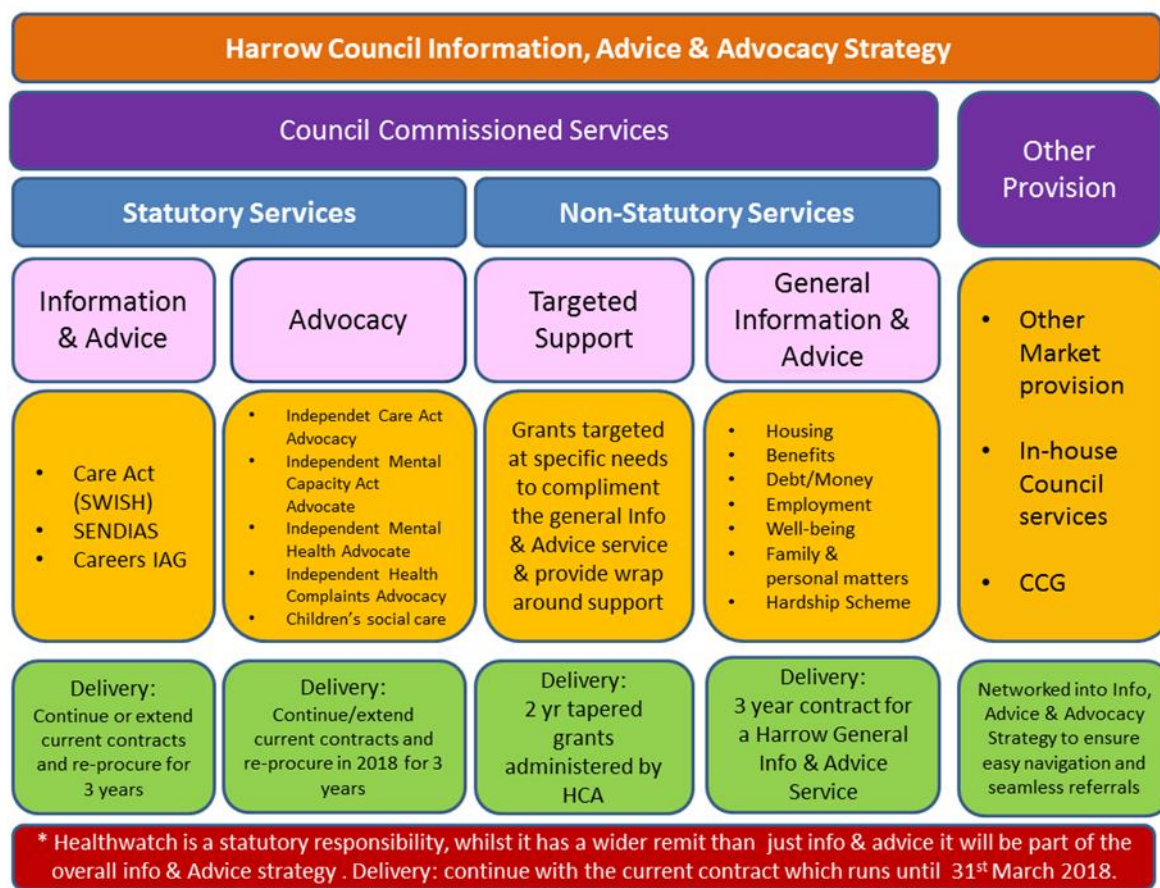 Harrow Council Information, Advice & Advocacy Strategy
Council Commissioned Services
Other
Provision
Statutory Services
Non-Statutory Services
Information
& Advice
Advocacy
Targeted
Support
General
Information &
Advice
• Care Act
(SWISH)
• SENDIAS
• Careers IAG
• Independet Care Act
Advocacy
• Independent Mental
Capacity Act
Advocate
• Independent Mental
Health Advocate
• Independent Health
Complaints Advocacy
• Children's social care
Grants targeted
at specific needs
to compliment
the general Info
& Advice service
& provide wrap
around support
• Housing
• Benefits
• Debt/Money
• Employment
• Well-being
• Family &
personal matters
• Hardship Scheme
• Other
Market
provision
• In-house
Council
services
• CCG
Delivery:
Continue or extend
current contracts
and re-procure for
3 years
Delivery:
Continue/extend
current contracts and
re-procure in 2018 for 3
years
Delivery:
2 yr tapered
grants
administered by
HCA
Delivery:
3 year contract for
a Harrow General
Info & Advice
Service
Networked into Info,
Advice & Advocacy
Strategy to ensure
easy navigation and
seamless referrals
* Healthwatch is a statutory responsibility, whilst it has a wider remit than just info & advice it will be part of the
overall info & Advice strategy . Delivery: continue with the current contract which runs until 31st March 2018.